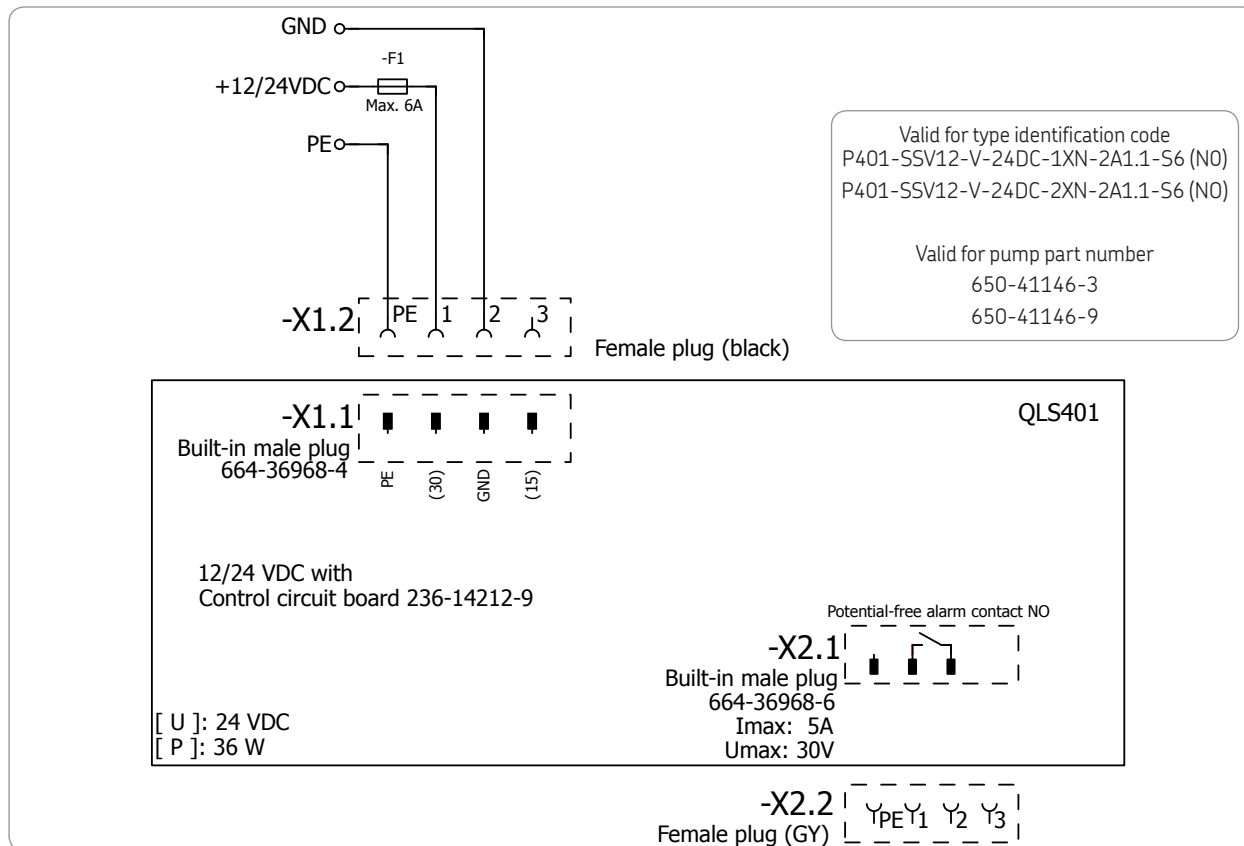 GND
-F1
+12/24VDC
Max. 6A
PE
Valid for type identification code
P401-SSV12-V-24DC-1XN-2A1.1-S6 (NO)
P401-SSV12-V-24DC-2XN-2A1.1-S6 (NO)
Valid for pump part number
650-41146-3
650-41146-9
-X1.2
PE 1 2 3
Female plug (black)
QLS401
-X1.1
Built-in male plug
664-36968-4
PE (30) GND (15)
12/24 VDC with
Control circuit board 236-14212-9
Potential-free alarm contact NO
-X2.1
Built-in male plug
664-36968-6
Imax: 5A
Umax: 30V
[ U ]: 24 VDC
[ P ]: 36 W
-X2.2
PE 1 2 3
Female plug (GY)